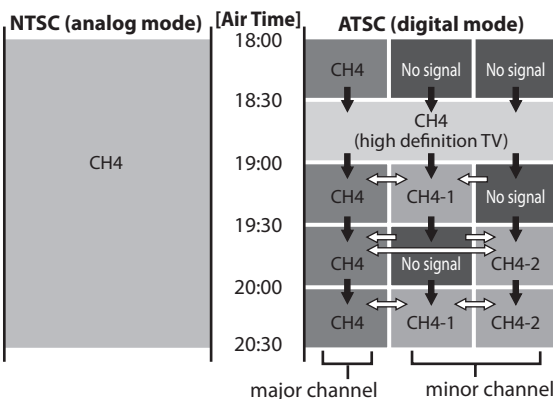 NTSC (analog mode)
[Air Time]
ATSC (digital mode)
18:00
CH4
No signal
No signal
18:30
CH4
(high definition TV)
19:00
CH4
CH4
CH4-1
No signal
19:30
CH4
No signal
CH4-2
20:00
CH4
CH4-1
CH4-2
20:30
major channel
minor channel